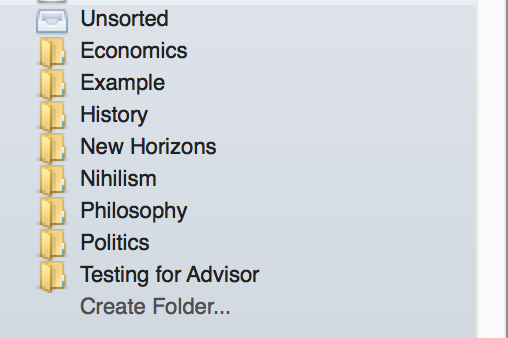 Unsorted
Economics
Example
History
New Horizons
Nihilism
Philosophy
Politics
Testing for Advisor
Create Folder...